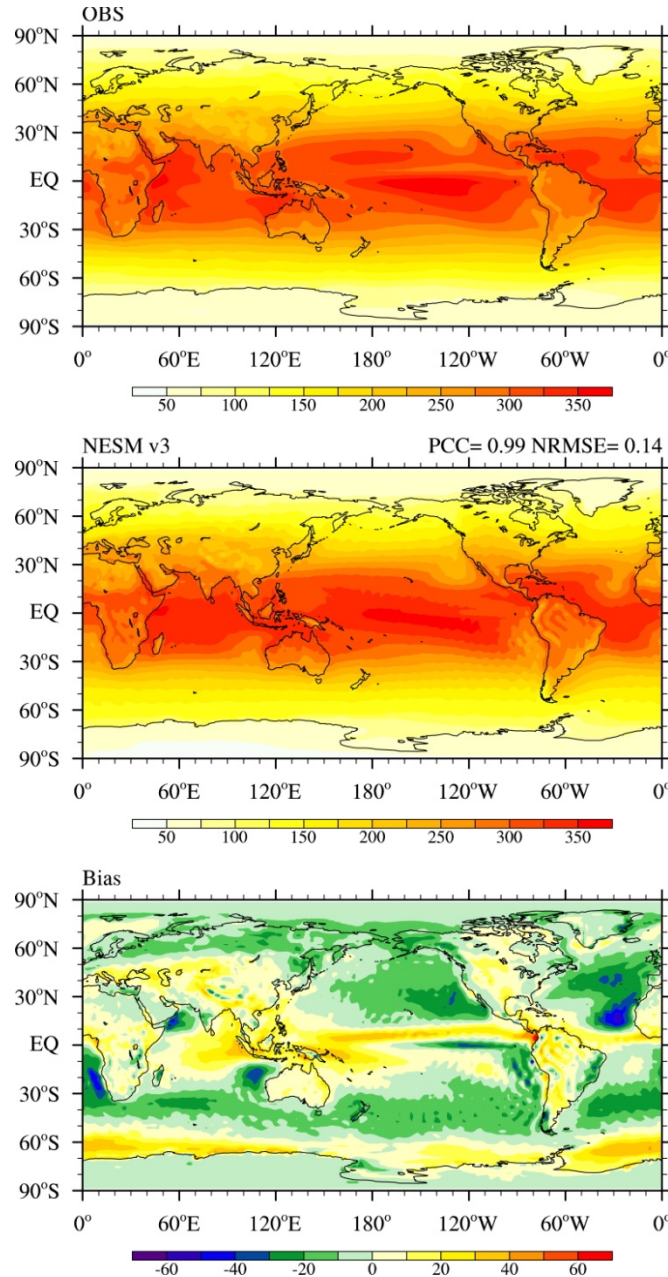 OBS
90°N
60°N
30°N
EQ
30°S
60°S
90°S
0° 60°E 120°E 180° 120°W 60°W 0°
50 100 150 200 250 300 350
NESM v3 PCC= 0.99 NRMSE= 0.14
90°N
60°N
30°N
EQ
30°S
60°S
90°S
0° 60°E 120°E 180° 120°W 60°W 0°
50 100 150 200 250 300 350
Bias
90°N
60°N
30°N
EQ
30°S
60°S
90°S
0° 60°E 120°E 180° 120°W 60°W 0°
-60 -40 -20 0 20 40 60